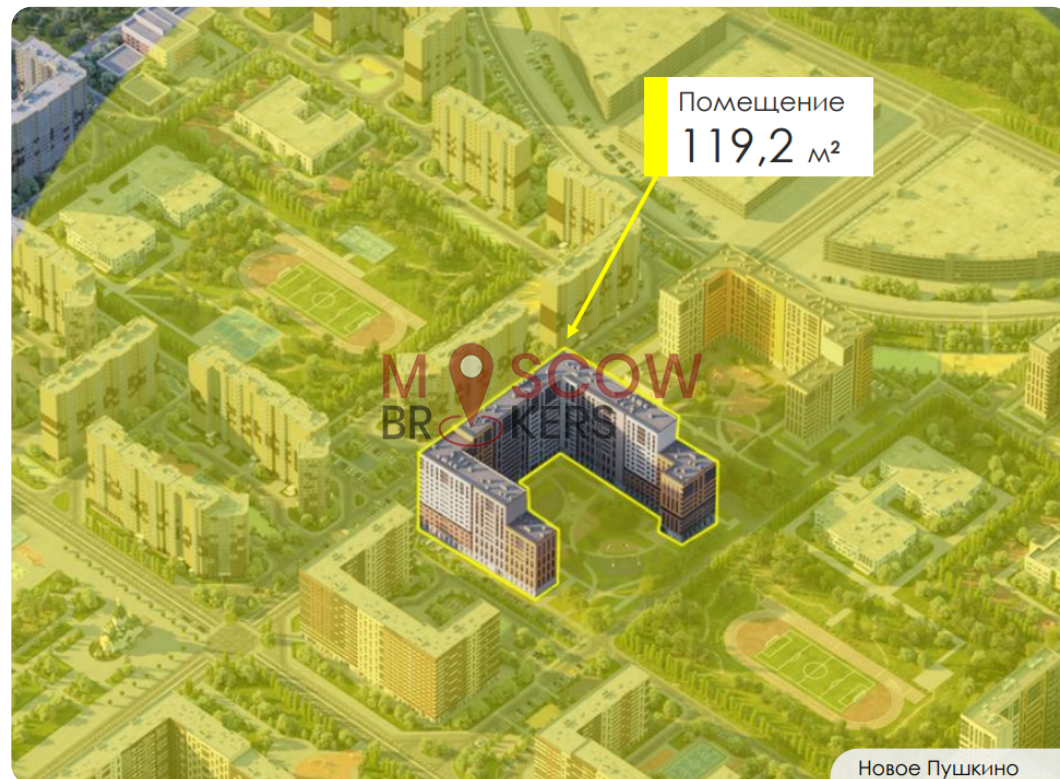 Помещение
119,2 м²
MOSCOW
BROKERS
Новое Пушкино